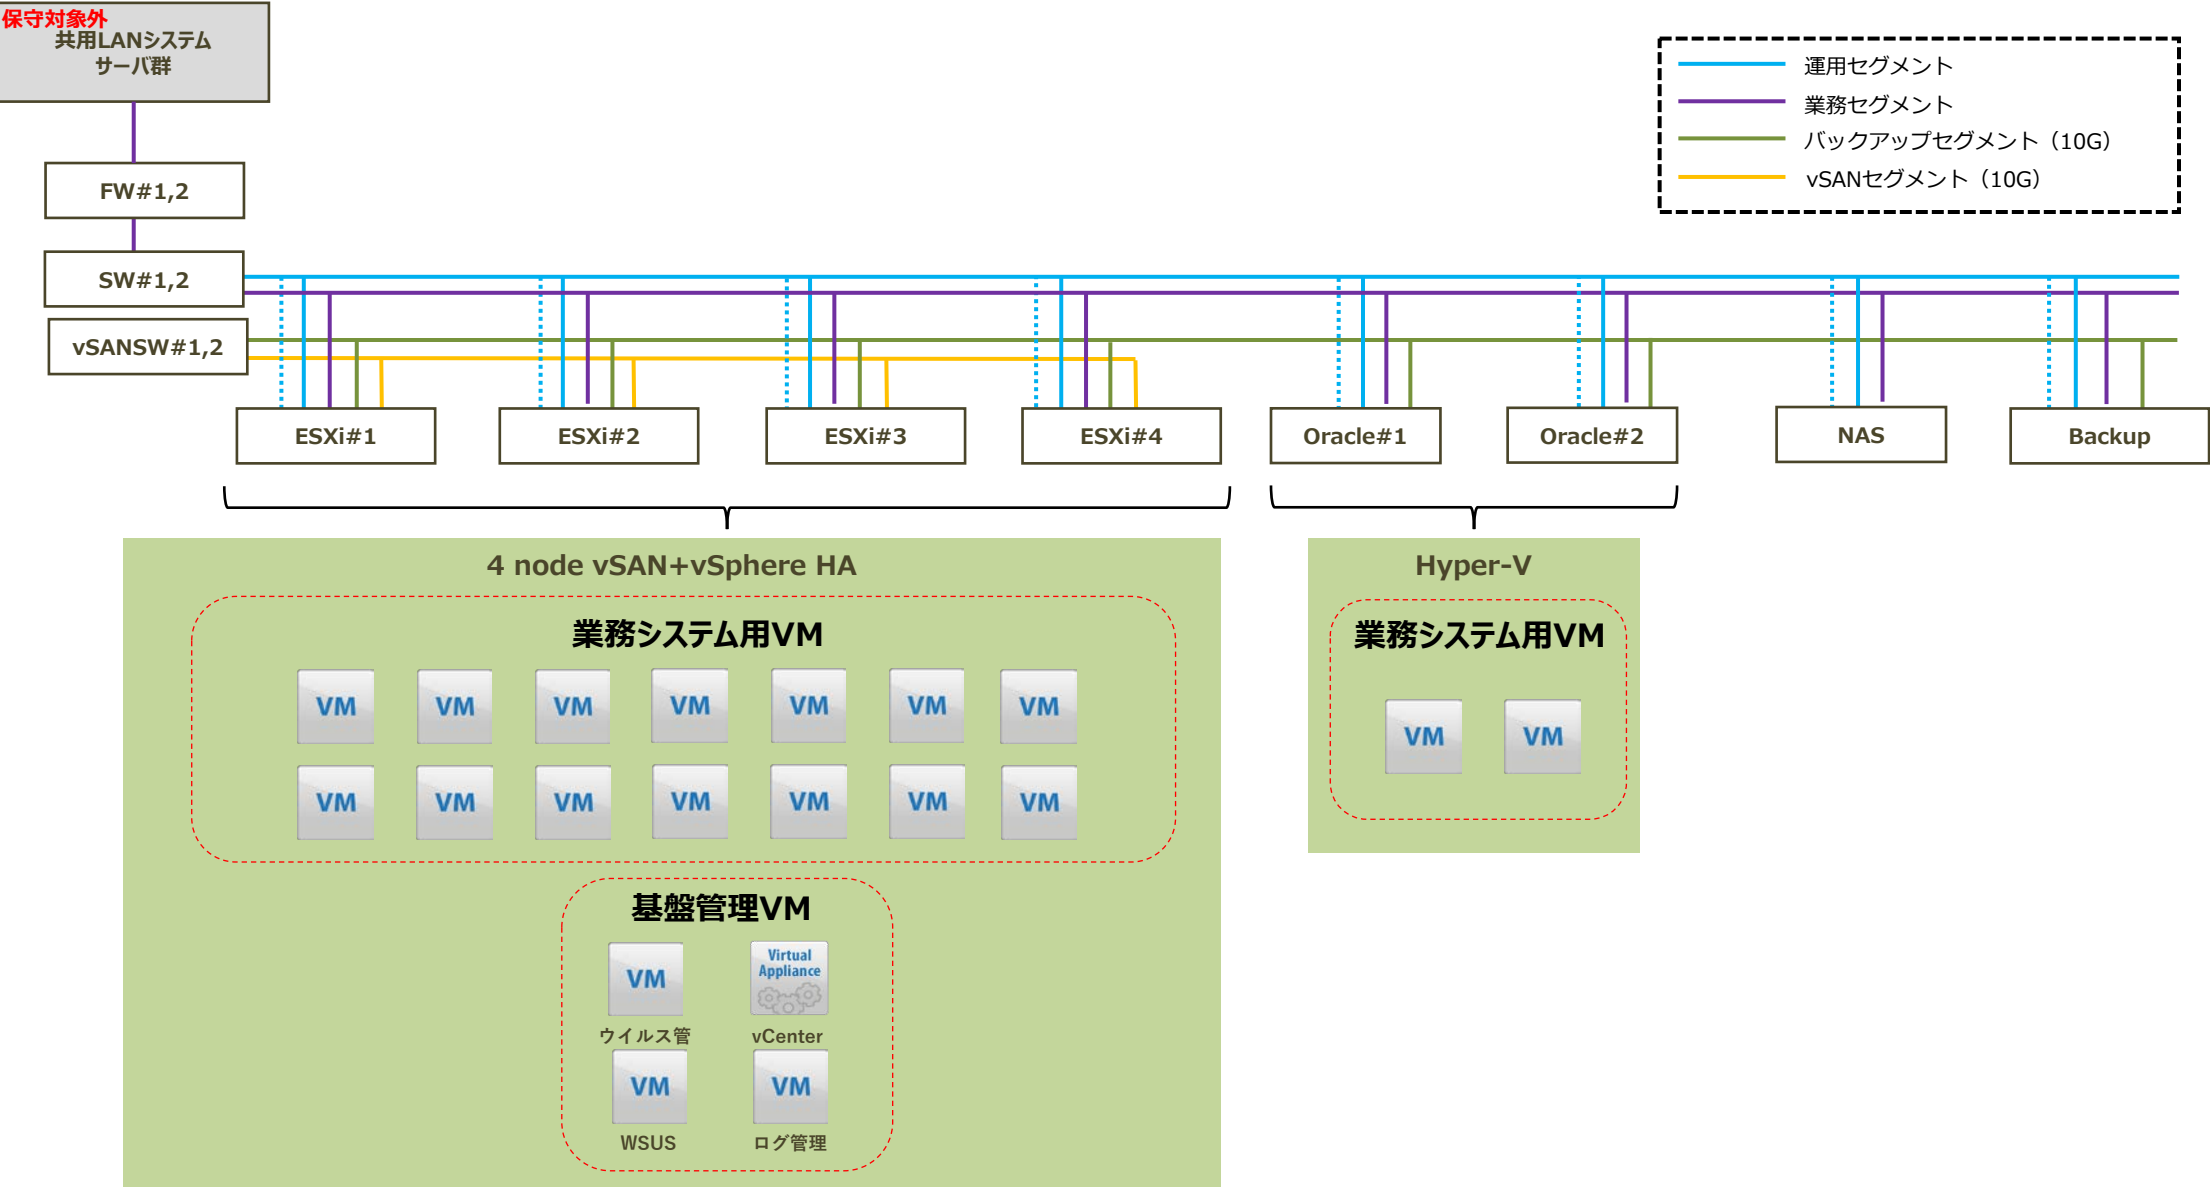 保守対象外
共用LANシステム
サーバ群
運用セグメント
業務セグメント
バックアップセグメント（10G）
vSANセグメント（10G）
FW#1,2
SW#1,2
vSANSW#1,2
ESXi#1
ESXi#2
ESXi#3
ESXi#4
Oracle#1
Oracle#2
NAS
Backup
4 node vSAN+vSphere HA
業務システム用VM
VM
VM
VM
VM
VM
VM
VM
VM
VM
VM
VM
VM
VM
VM
基盤管理VM
VM
ウイルス管
Virtual
Appliance
vCenter
VM
WSUS
VM
ログ管理
Hyper-V
業務システム用VM
VM
VM